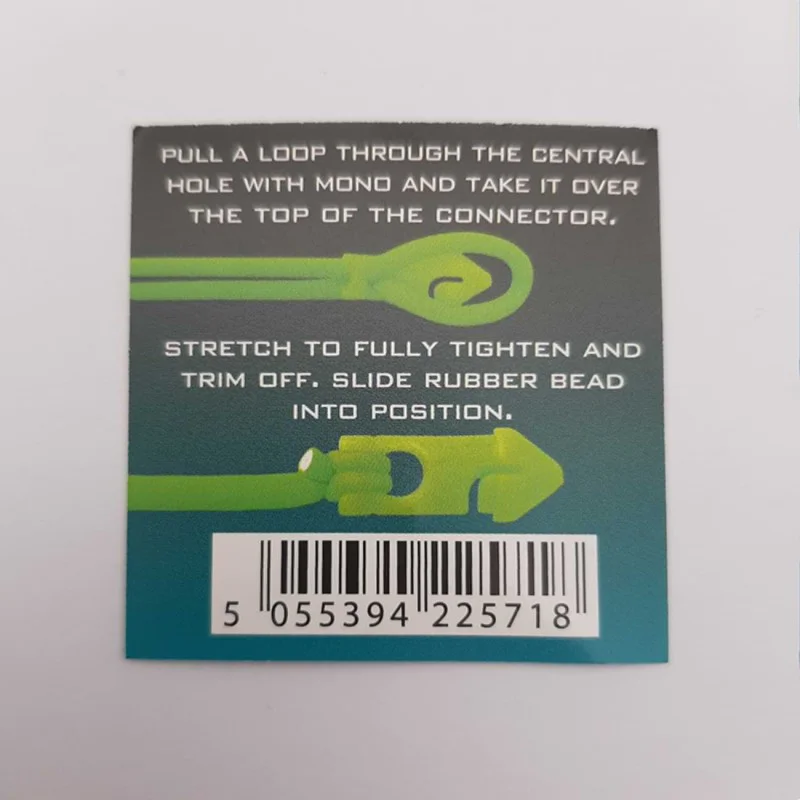 PULL A LOOP THROUGH THE CENTRAL
HOLE WITH MONO AND TAKE IT OVER
THE TOP OF THE CONNECTOR.
STRETCH TO FULLY TIGHTEN AND
TRIM OFF. SLIDE RUBBER BEAD
INTO POSITION.
5 055394 225718